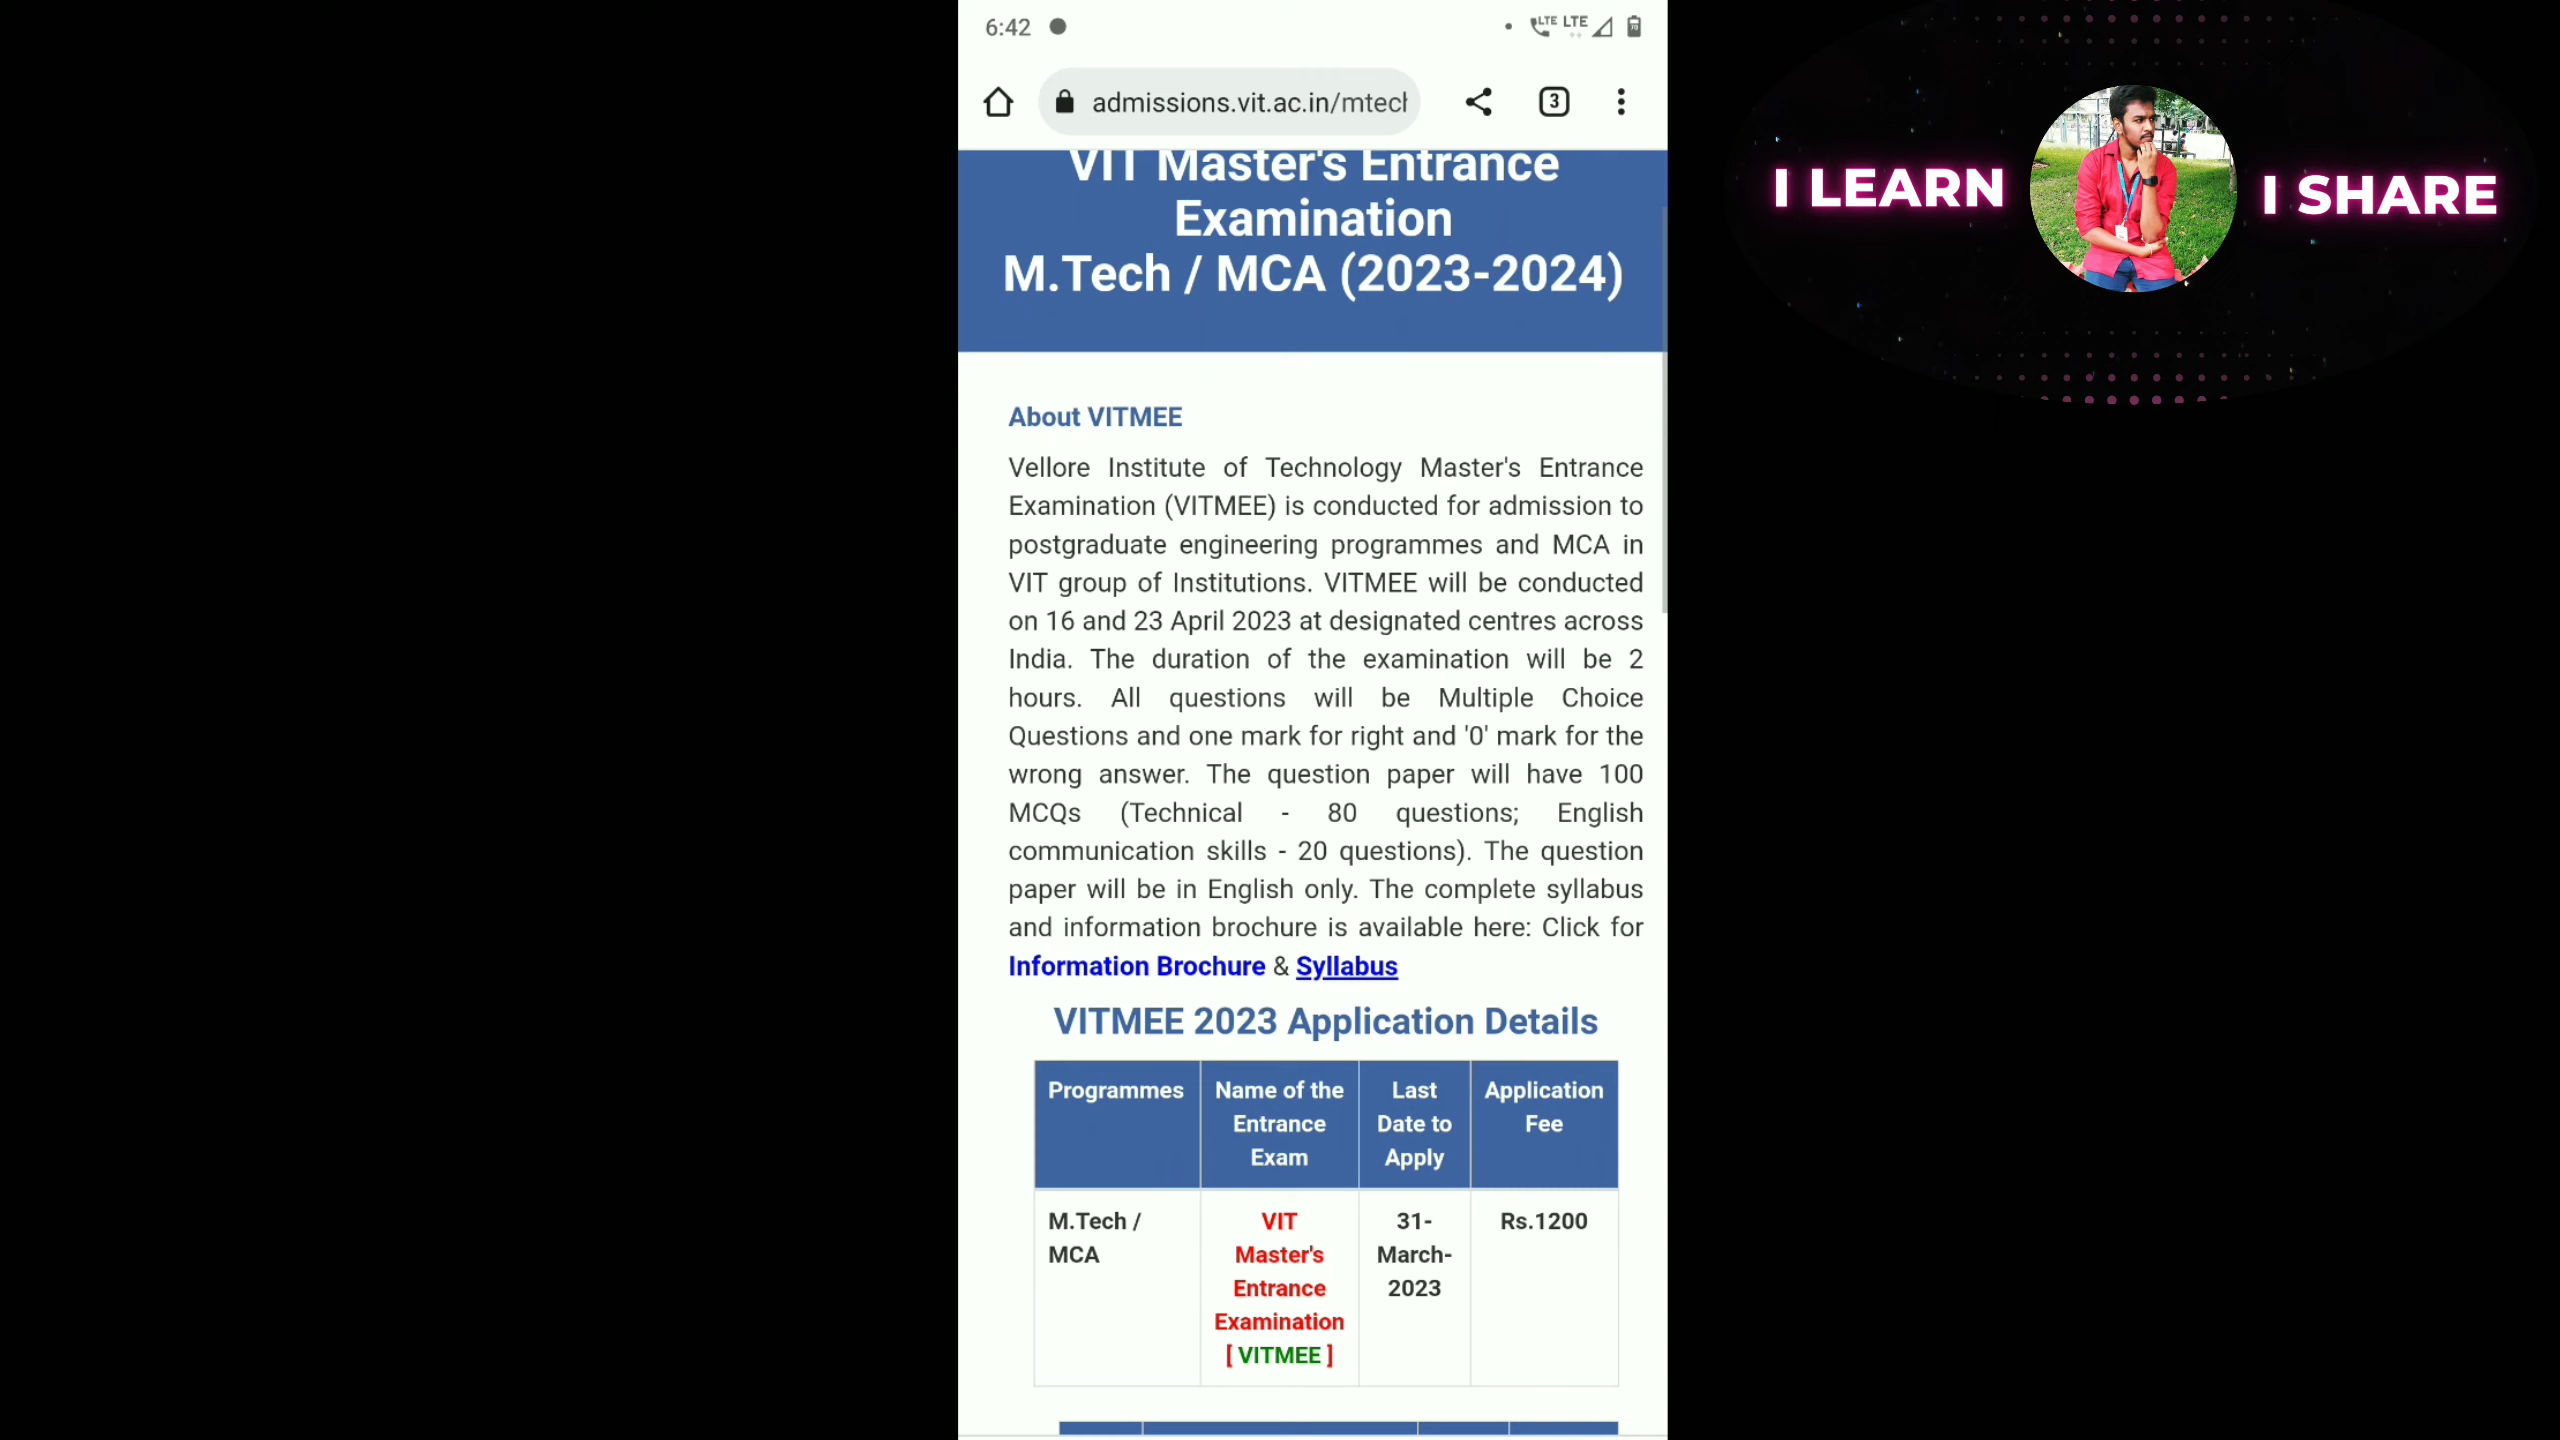 6:42
LTE LTE
admissions.vit.ac.in/mtech
3
VIT Master's Entrance
Examination
M.Tech / MCA (2023-2024)
I LEARN
I SHARE
About VITMEE
Vellore Institute of Technology Master's Entrance
Examination (VITMEE) is conducted for admission to
postgraduate engineering programmes and MCA in
VIT group of Institutions. VITMEE will be conducted
on 16 and 23 April 2023 at designated centres across
India. The duration of the examination will be 2
hours. All questions will be Multiple Choice
Questions and one mark for right and '0' mark for the
wrong answer. The question paper will have 100
MCQs (Technical - 80 questions; English
communication skills - 20 questions). The question
paper will be in English only. The complete syllabus
and information brochure is available here: Click for
Information Brochure & Syllabus
VITMEE 2023 Application Details
Programmes
Name of the
Entrance
Exam
Last
Date to
Apply
Application
Fee
M.Tech /
MCA
VIT
Master's
Entrance
Examination
[ VITMEE ]
31-
March-
2023
Rs.1200